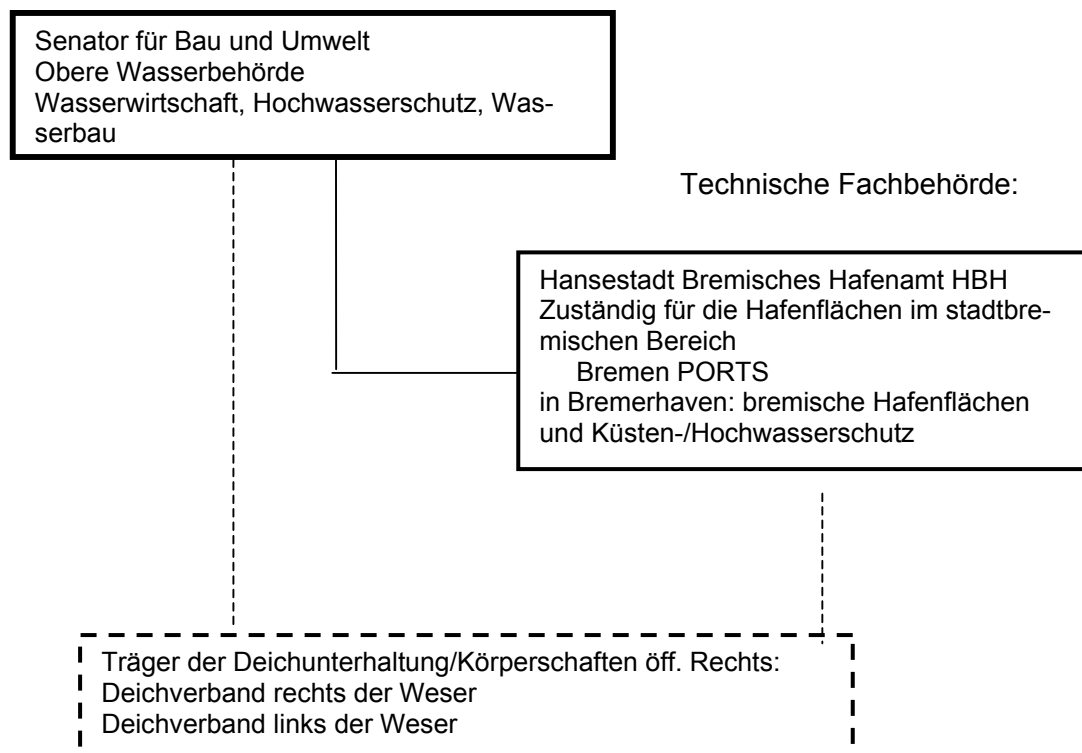 Senator für Bau und Umwelt
Obere Wasserbehörde
Wasserwirtschaft, Hochwasserschutz, Was-
serbau
Technische Fachbehörde:
Hansestadt Bremisches Hafenamt HBH
Zuständig für die Hafenflächen im stadtbre-
mischen Bereich
Bremen PORTS
in Bremerhaven: bremische Hafenflächen
und Küsten-/Hochwasserschutz
Träger der Deichunterhaltung/Körperschaften öff. Rechts:
Deichverband rechts der Weser
Deichverband links der Weser